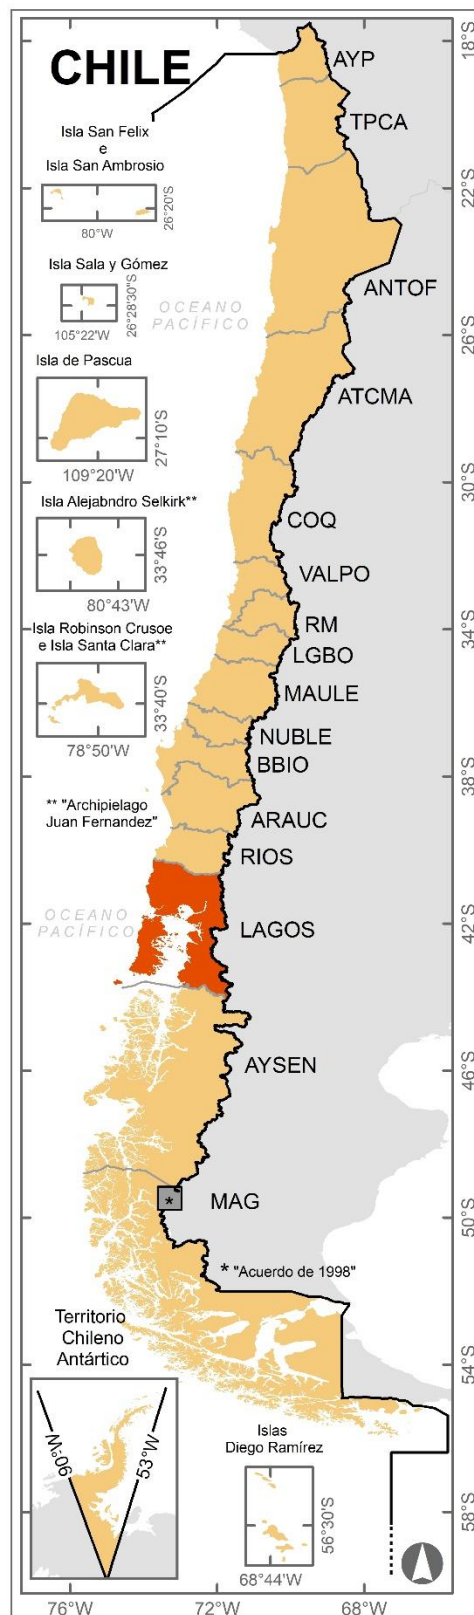 CHILE
Isla San Felix
e
Isla San Ambrosio
26°20'S
80°W
Isla Sala y Gómez
26°28'30"S
105°22'W
Isla de Pascua
27°10'S
109°20'W
Isla Alejabndro Selkirk**
33°46'S
80°43'W
Isla Robinson Crusoe
e Isla Santa Clara**
33°40'S
78°50'W
** "Archipielago
Juan Fernandez"
OCEANO
PACÍFICO
OCEANO
PACÍFICO
AYP
TPCA
ANTOF
ATCMA
COQ
VALPO
RM
LGBO
MAULE
NUBLE
BBIO
ARAUC
RIOS
LAGOS
AYSEN
MAG
*
* "Acuerdo de 1998"
Territorio
Chileno
Antártico
90°W
53°W
Islas
Diego Ramírez
56°30'S
68°44'W
18°S
22°S
26°S
30°S
34°S
38°S
42°S
46°S
50°S
54°S
58°S
76°W
72°W
68°W